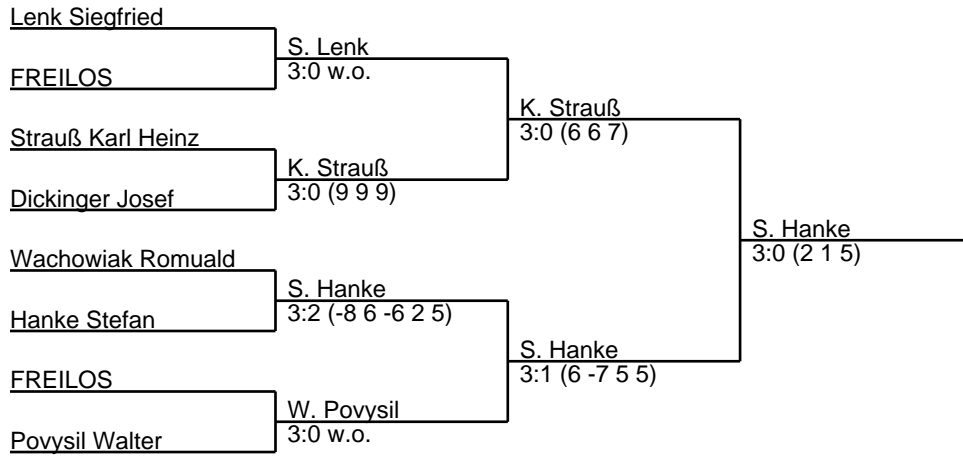 Lenk Siegfried
FREILOS
Strauß Karl Heinz
Dickinger Josef
Wachowiak Romuald
Hanke Stefan
FREILOS
Povysil Walter
S. Lenk
3:0 w.o.
K. Strauß
3:0 (9 9 9)
S. Hanke
3:2 (-8 6 -6 2 5)
W. Povysil
3:0 w.o.
K. Strauß
3:0 (6 6 7)
S. Hanke
3:1 (6 -7 5 5)
S. Hanke
3:0 (2 1 5)